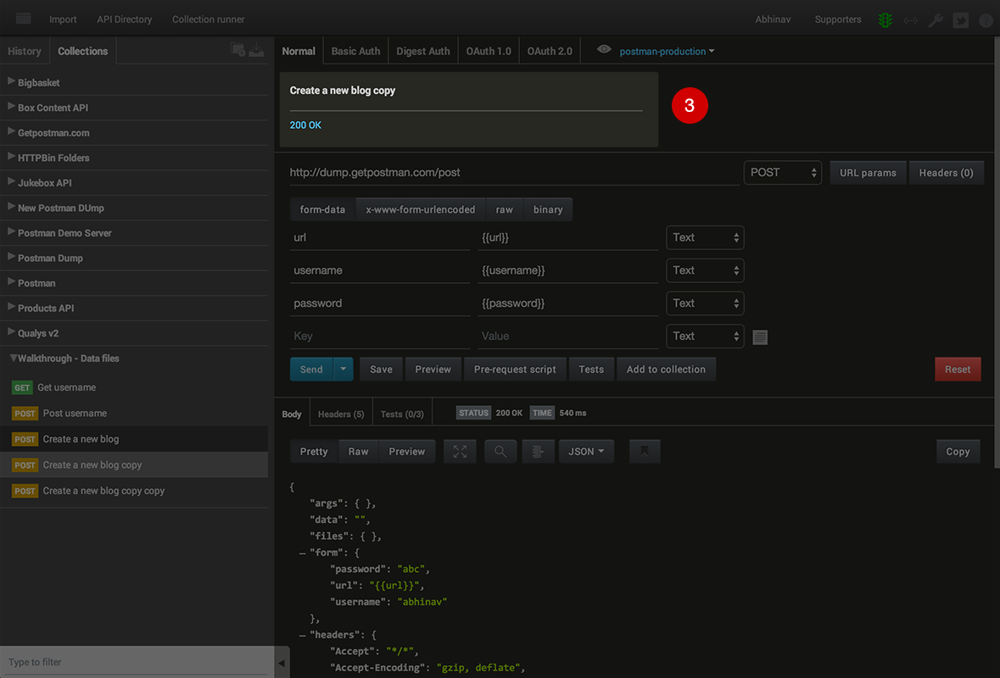 Import API Directory Collection runner Abhinav Supporters
History Collections
Bigbasket
Box Content API
Getpostman.com
HTTPBin Folders
Jukebox API
New Postman DUmp
Postman Demo Server
Postman Dump
Postman
Products API
Qualys v2
Walkthrough - Data files
GET Get username
POST Post username
POST Create a new blog
POST Create a new blog copy
POST Create a new blog copy copy
Type to filter
Normal Basic Auth Digest Auth OAuth 1.0 OAuth 2.0 postman-production
Create a new blog copy
200 OK
3
http://dump.getpostman.com/post POST URL params Headers (0)
form-data x-www-form-urlencoded raw binary
url {{url}} Text
username {{username}} Text
password {{password}} Text
Key Value Text
Send Save Preview Pre-request script Tests Add to collection Reset
Body Headers (5) Tests (0/3) STATUS 200 OK TIME 540 ms
Pretty Raw Preview JSON Copy
{
"args": { },
"data": "",
"files": { },
– "form": {
"password": "abc",
"url": "{{url}}",
"username": "abhinav"
},
– "headers": {
"Accept": "*/*",
"Accept-Encoding": "gzip, deflate",